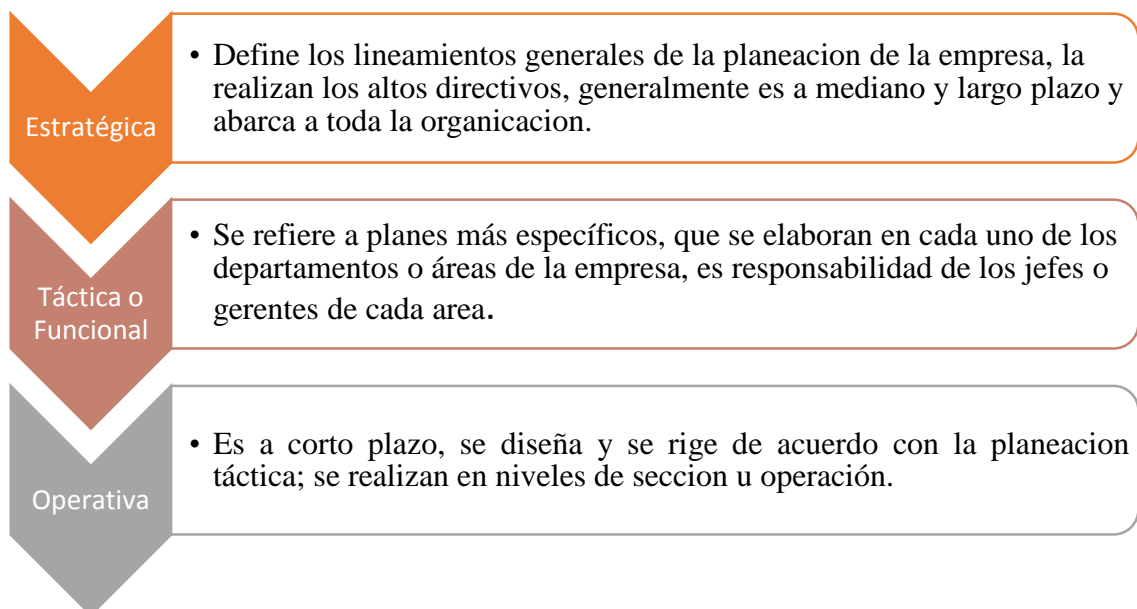 Estratégica
• Define los lineamientos generales de la planeacion de la empresa, la
realizan los altos directivos, generalmente es a mediano y largo plazo y
abarca a toda la organicacion.
Táctica o
Funcional
• Se refiere a planes más específicos, que se elaboran en cada uno de los
departamentos o áreas de la empresa, es responsabilidad de los jefes o
gerentes de cada area.
Operativa
• Es a corto plazo, se diseña y se rige de acuerdo con la planeacion
táctica; se realizan en niveles de seccion u operación.